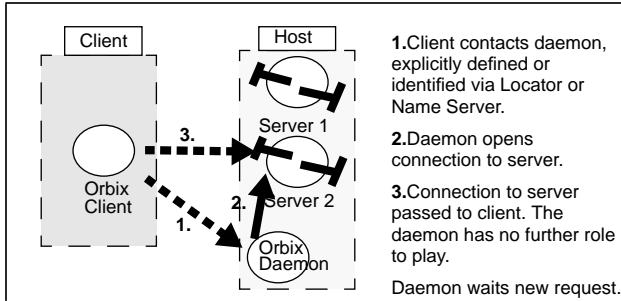 Client
Host
1.Client contacts daemon,
explicitly defined or
identified via Locator or
Name Server.
2.Daemon opens
connection to server.
3.Connection to server
passed to client. The
daemon has no further role
to play.
Daemon waits new request.
Server 1
3.
Orbix
Client
2.
Server 2
1.
Orbix
Daemon